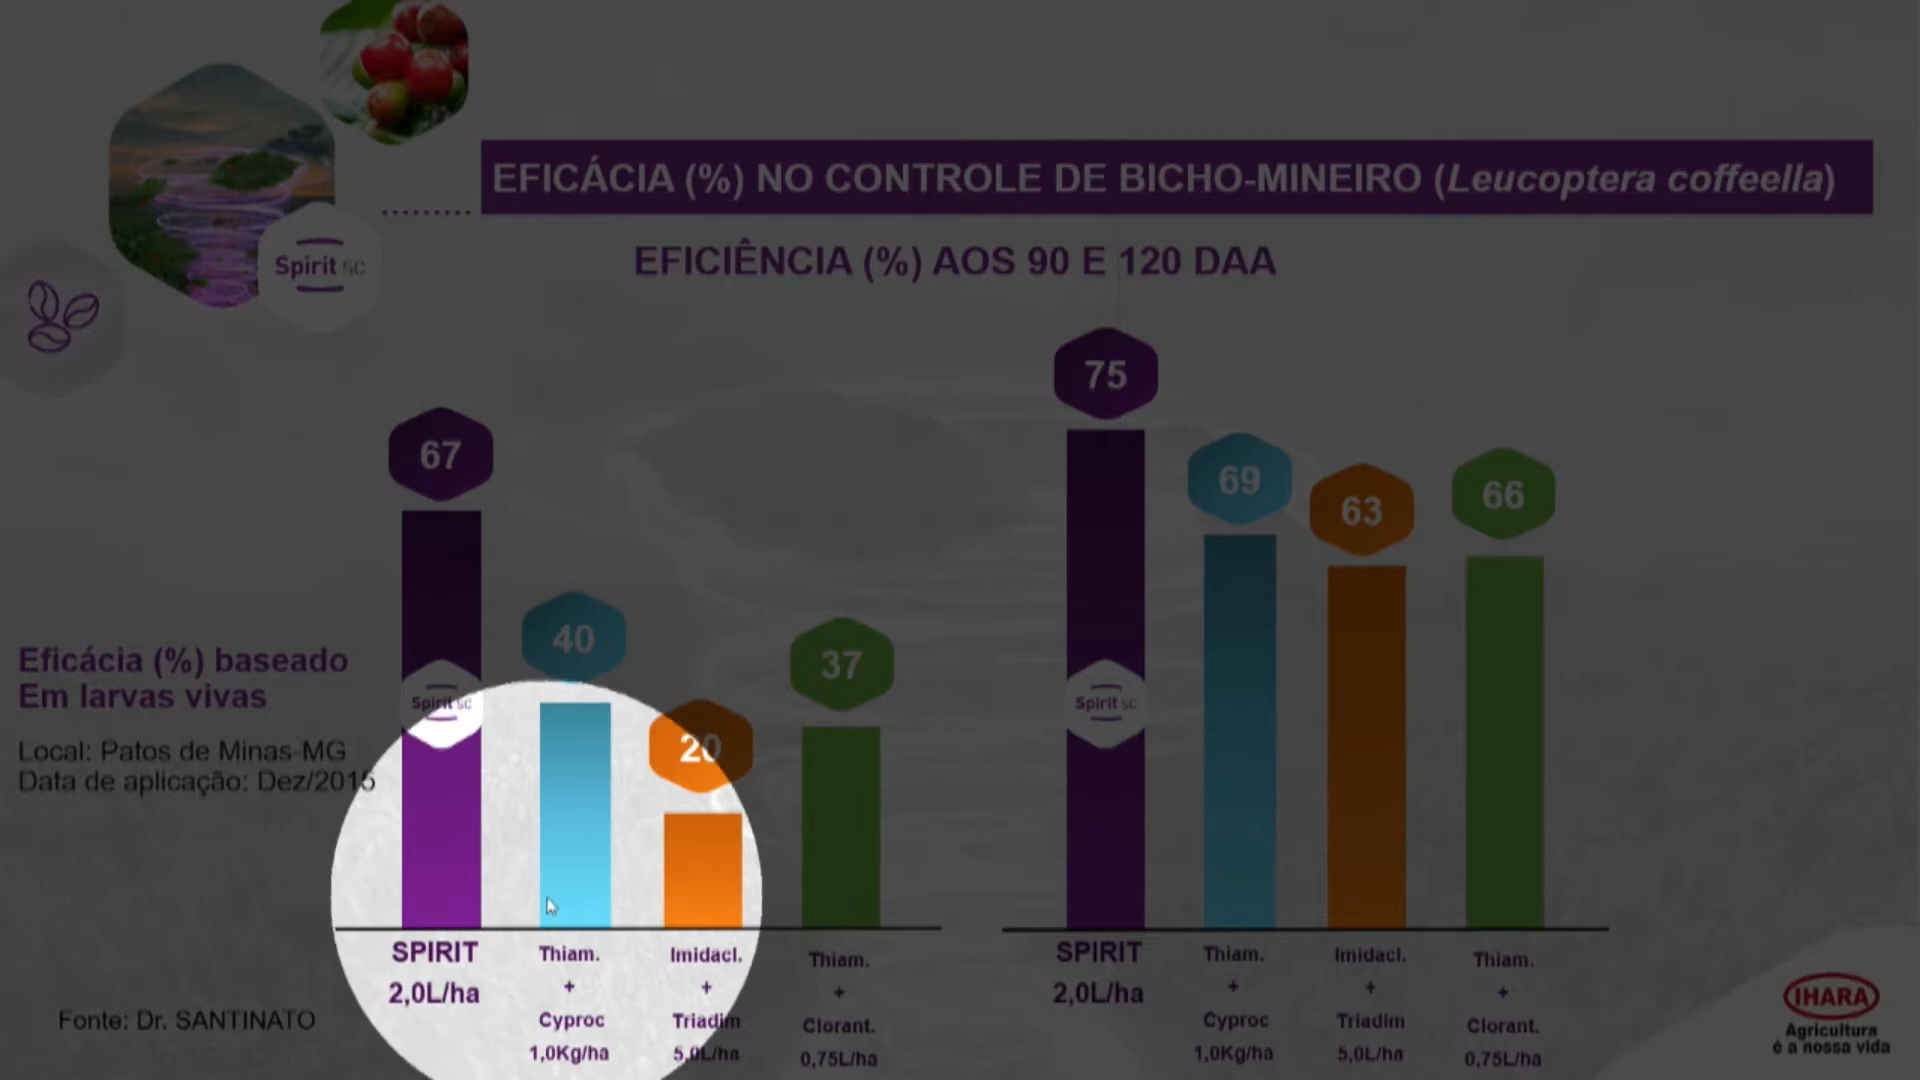 EFICÁCIA (%) NO CONTROLE DE BICHO-MINEIRO (Leucoptera coffeella)
EFICIÊNCIA (%) AOS 90 E 120 DAA
Spirit SC
67
40
20
37
75
69
63
66
Spirit SC
Spirit SC
Eficácia (%) baseado
Em larvas vivas
Local: Patos de Minas-MG
Data de aplicação: Dez/2015
SPIRIT
2,0L/ha
Thiam.
+
Cyproc
1,0Kg/ha
Imidacl.
+
Triadim
5,0L/ha
Thiam.
+
Clorant.
0,75L/ha
SPIRIT
2,0L/ha
Thiam.
+
Cyproc
1,0Kg/ha
Imidacl.
+
Triadim
5,0L/ha
Thiam.
+
Clorant.
0,75L/ha
Fonte: Dr. SANTINATO
IHARA
Agricultura
é a nossa vida